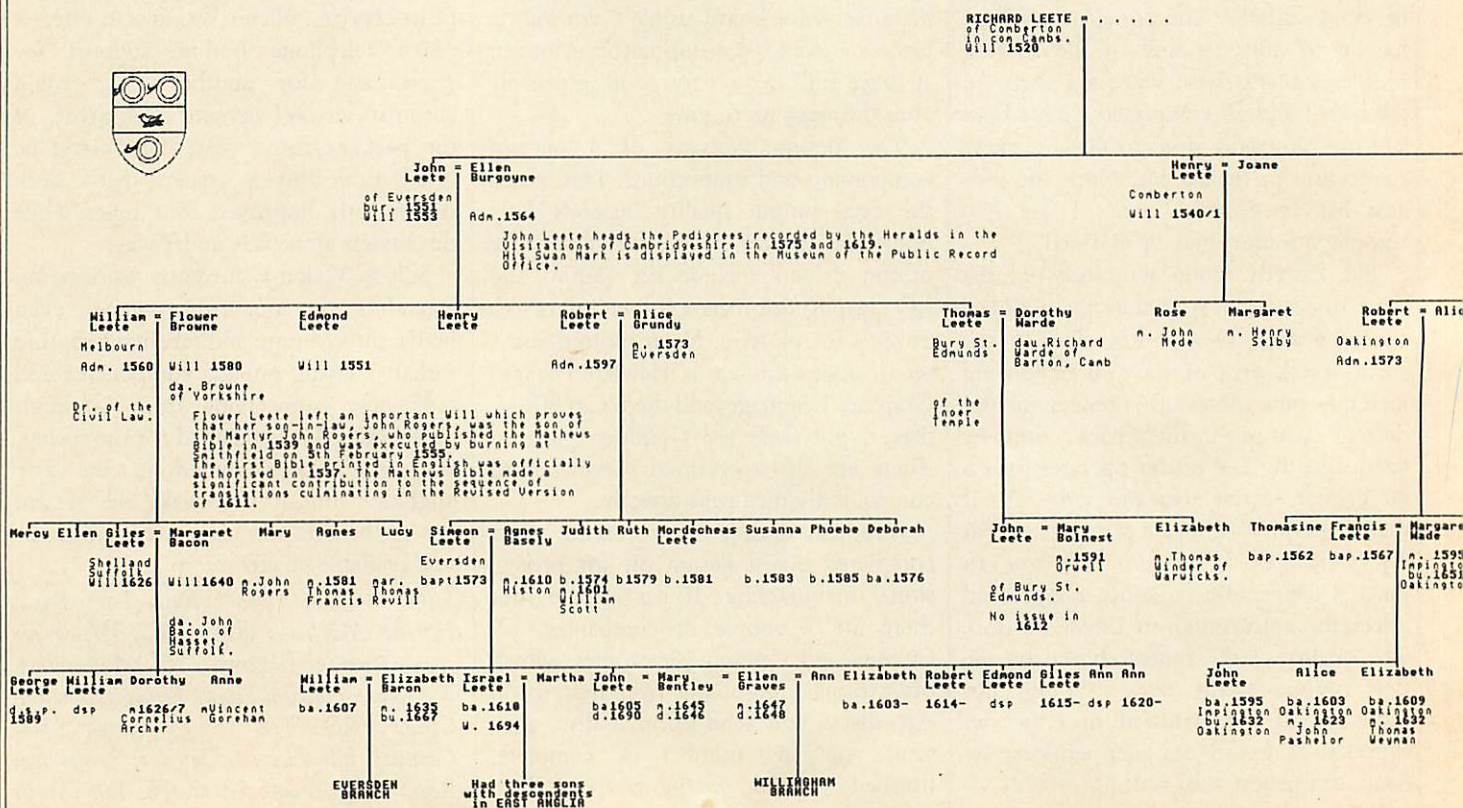 RICHARD LEETE = . . . . .
of Comberton
in com Cambs.
Will 1520
John = Ellen
Leete Burgoyne
of Eversden
bur. 1551
Will 1553 Adm.1564
John Leete heads the Pedigrees recorded by the Heralds in the
Visitations of Cambridgeshire in 1575 and 1619.
His Swan Mark is displayed in the Museum of the Public Record
Office.
Henry = Joane
Leete
Comberton
Will 1540/1
William = Flower
Leete Browne
Melbourn
Adm. 1560 Will 1580
da. Browne
of Yorkshire
Dr. of the
Civil Law.
Flower Leete left an important Will which proves
that her son-in-law, John Rogers, was the son of
the Martyr John Rogers, who published the Mathews
Bible in 1539 and was executed by burning at
Smithfield on 5th February 1555.
The first Bible printed in English was officially
authorised in 1537. The Mathews Bible made a
significant contribution to the sequence of
translations culminating in the Revised Version
of 1611.
Edmond
Leete
Will 1551
Henry
Leete
Robert = Alice
Leete Grundy
m. 1573
Eversden
Adm.1597
Thomas = Dorothy
Leete Warde
Bury St. dau.Richard
Edmunds Warde of
Barton, Camb
of the
Inoer
Temple
Rose Margaret
m. John m. Henry
Mede Selby
Robert = Alic
Leete
Oakington
Adm.1573
Mercy Ellen Giles = Margaret Mary Agnes Lucy
Leete Bacon
Shelland
Suffolk
Will1626 Will1640 m.John m.1581 mar.
Rogers Thomas Thomas
Francis Revill
da. John
Bacon of
Hasset,
Suffolk.
Simeon = Agnes Judith Ruth Mordecheas Susanna Phoebe Deborah
Leete Basely Leete
Eversden
bapt1573 m.1610 b.1574 b1579 b.1581 b.1583 b.1585 ba.1576
Histon m.1601
William
Scott
John = Mary Elizabeth
Leete Bolnest
m.1591 m.Thomas
Orwell Winder of
Warwicks.
of Bury St.
Edmunds.
No issue in
1612
Thomasine Francis = Margare
Leete Wade
bap.1562 bap.1567 m. 1595
Impingto
bu.1651
Oakingto
George William Dorothy Anne
Leete Leete
d.s.p. dsp m1626/7 mVincent
1589 Cornelius Goreham
Archer
William = Elizabeth Israel = Martha John = Mary = Ellen = Ann Elizabeth Robert Edmond Giles Ann Ann
Leete Baron Leete Leete Bentley Graves Leete Leete Leete
ba.1607 m. 1635 ba.1618 ba1605 m.1645 m.1647 ba.1603- 1614- dsp 1615- dsp 1620-
bu.1667 W. 1694 d.1690 d.1646 d.1648
John Alice Elizabeth
Leete
ba.1595 ba.1603 ba.1609
Impington Oakington Oakington
bu.1632 m. 1623 m. 1632
Oakington John Thomas
Pashelor Weyman
EVERSDEN
BRANCH
Had three sons
with descendents
in EAST ANGLIA
WILLINGHAM
BRANCH